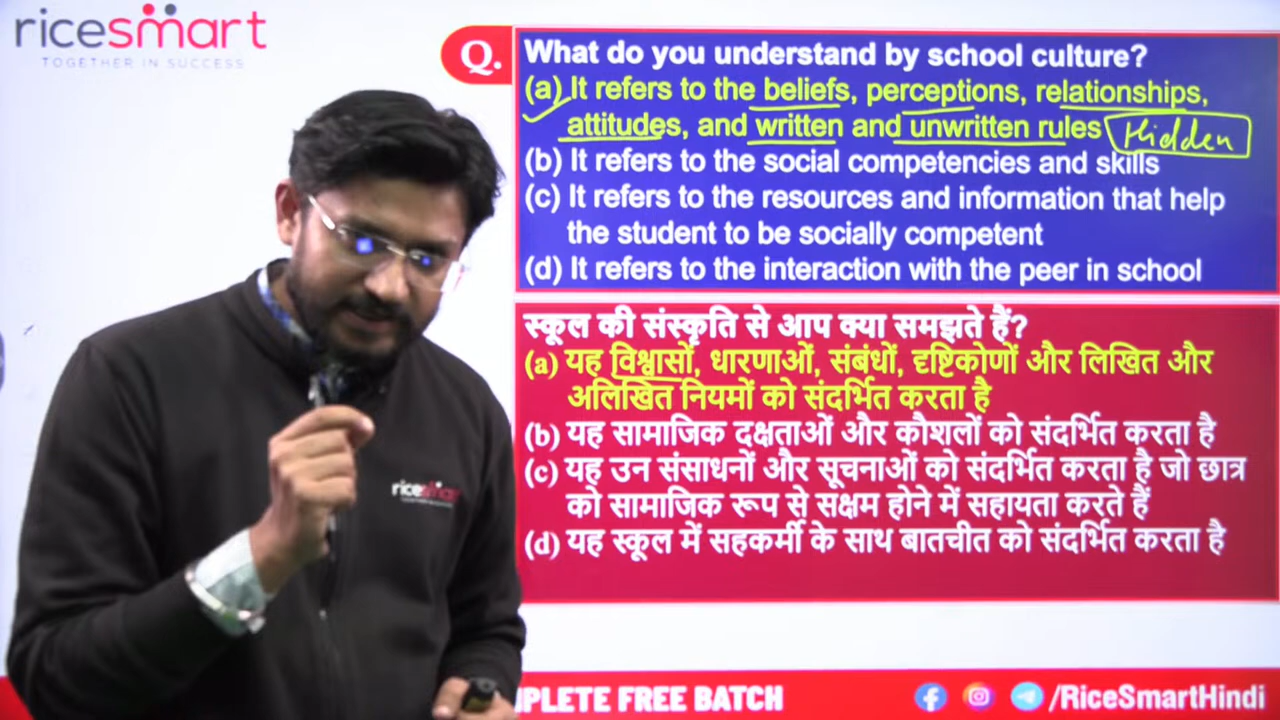 ricesmart
TOGETHER IN SUCCESS
Q.
What do you understand by school culture?
(a) It refers to the beliefs, perceptions, relationships,
attitudes, and written and unwritten rules Hidden
(b) It refers to the social competencies and skills
(c) It refers to the resources and information that help
the student to be socially competent
(d) It refers to the interaction with the peer in school
स्कूल की संस्कृति से आप क्या समझते हैं?
(a) यह विश्वासों, धारणाओं, संबंधों, दृष्टिकोणों और लिखित और
अलिखित नियमों को संदर्भित करता है
(b) यह सामाजिक दक्षताओं और कौशलों को संदर्भित करता है
(c) यह उन संसाधनों और सूचनाओं को संदर्भित करता है जो छात्र
को सामाजिक रूप से सक्षम होने में सहायता करते हैं
(d) यह स्कूल में सहकर्मी के साथ बातचीत को संदर्भित करता है
ricesmart
MPLETE FREE BATCH
/RiceSmartHindi